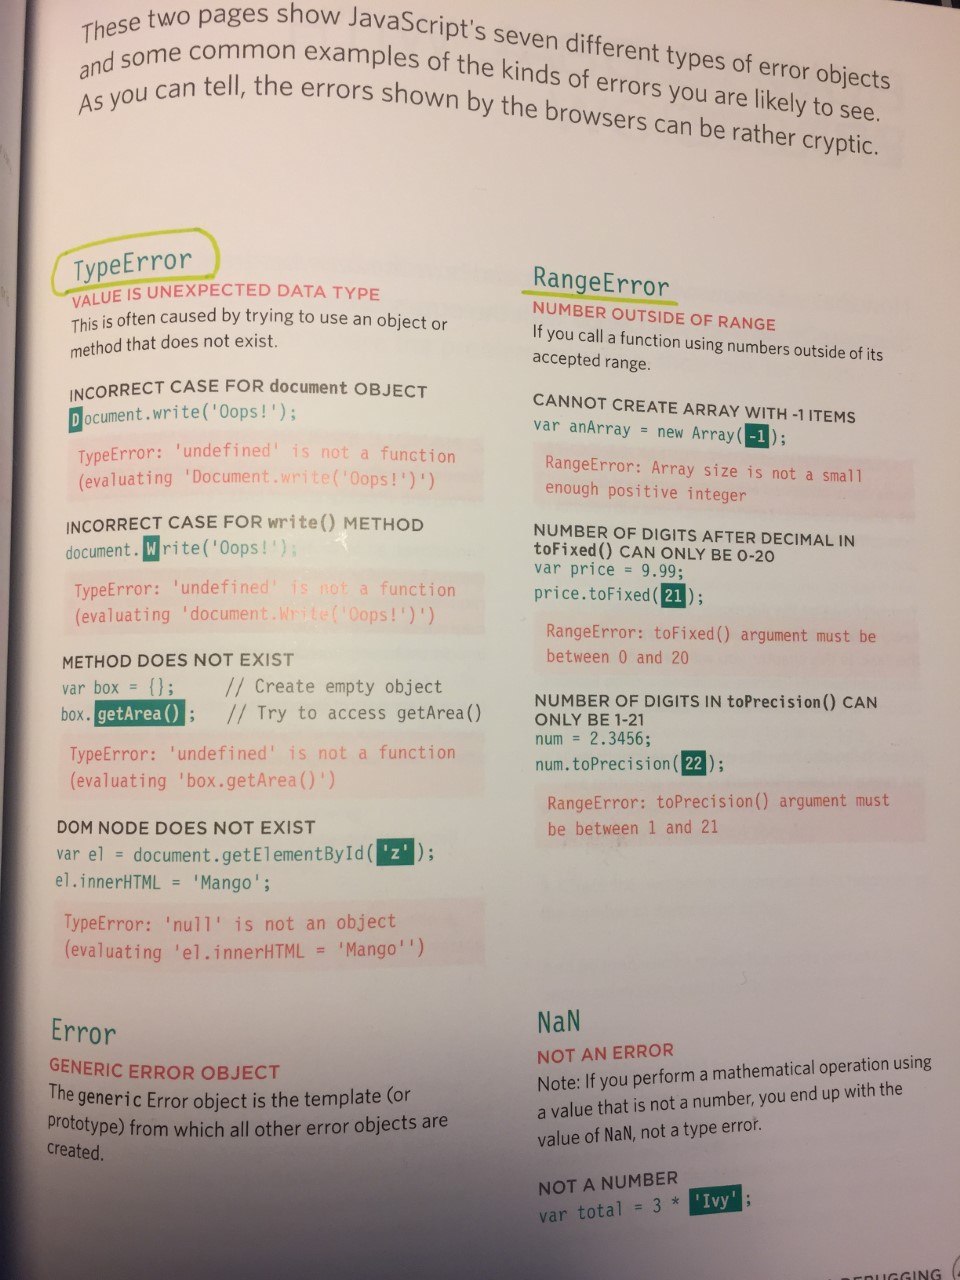 These two pages show JavaScript's seven different types of error objects
and some common examples of the kinds of errors you are likely to see.
As you can tell, the errors shown by the browsers can be rather cryptic.
TypeError
VALUE IS UNEXPECTED DATA TYPE
This is often caused by trying to use an object or
method that does not exist.
INCORRECT CASE FOR document OBJECT
Document.write('Oops!');
TypeError: 'undefined' is not a function
(evaluating 'Document.write('Oops!')')
INCORRECT CASE FOR write() METHOD
document.Write('Oops!');
TypeError: 'undefined' is not a function
(evaluating 'document.Write('Oops!')')
METHOD DOES NOT EXIST
var box = {}; // Create empty object
box.getArea(); // Try to access getArea()
TypeError: 'undefined' is not a function
(evaluating 'box.getArea()')
DOM NODE DOES NOT EXIST
var el = document.getElementById('z');
el.innerHTML = 'Mango';
TypeError: 'null' is not an object
(evaluating 'el.innerHTML = 'Mango'')
Error
GENERIC ERROR OBJECT
The generic Error object is the template (or
prototype) from which all other error objects are
created.
RangeError
NUMBER OUTSIDE OF RANGE
If you call a function using numbers outside of its
accepted range.
CANNOT CREATE ARRAY WITH -1 ITEMS
var anArray = new Array(-1);
RangeError: Array size is not a small
enough positive integer
NUMBER OF DIGITS AFTER DECIMAL IN
toFixed() CAN ONLY BE 0-20
var price = 9.99;
price.toFixed(21);
RangeError: toFixed() argument must be
between 0 and 20
NUMBER OF DIGITS IN toPrecision() CAN
ONLY BE 1-21
num = 2.3456;
num.toPrecision(22);
RangeError: toPrecision() argument must
be between 1 and 21
NaN
NOT AN ERROR
Note: If you perform a mathematical operation using
a value that is not a number, you end up with the
value of NaN, not a type error.
NOT A NUMBER
var total = 3 * 'Ivy';